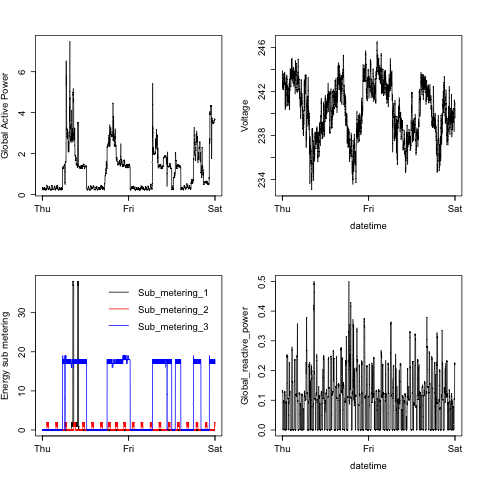 Global Active Power
0
2
4
6
Thu
Fri
Sat
Voltage
234
238
242
246
Thu
Fri
Sat
datetime
Energy sub metering
0
10
20
30
Thu
Fri
Sat
Sub_metering_1
Sub_metering_2
Sub_metering_3
Global_reactive_power
0.0
0.1
0.2
0.3
0.4
0.5
Thu
Fri
Sat
datetime